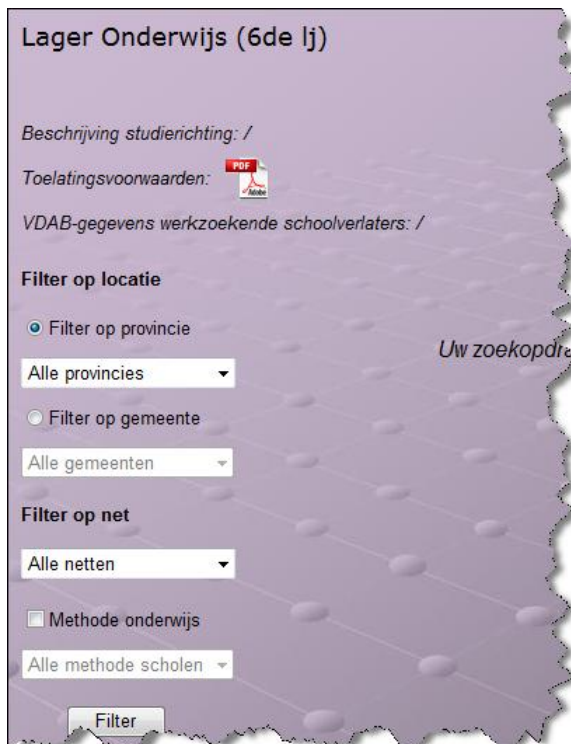 Lager Onderwijs (6de lj)
Beschrijving studierichting: /
Toelatingsvoorwaarden:
PDF
Adobe
VDAB-gegevens werkzoekende schoolverlaters: /
Filter op locatie
Filter op provincie
Uw zoekopdra
Alle provincies
Filter op gemeente
Alle gemeenten
Filter op net
Alle netten
Methode onderwijs
Alle methode scholen
Filter